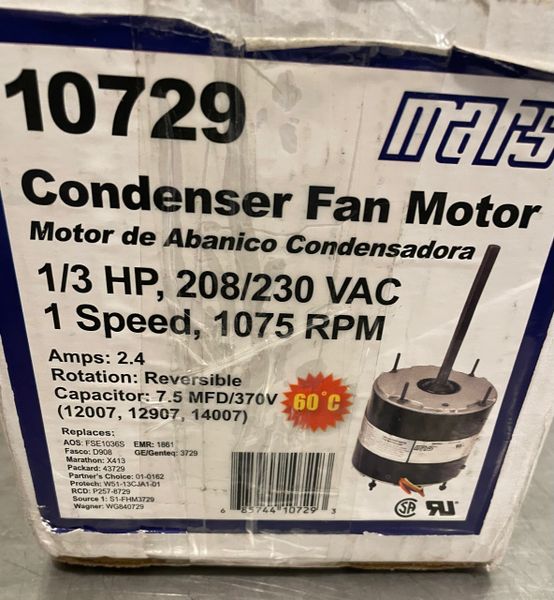 10729
mars
Condenser Fan Motor
Motor de Abanico Condensadora
1/3 HP, 208/230 VAC
1 Speed, 1075 RPM
Amps: 2.4
Rotation: Reversible
Capacitor: 7.5 MFD/370V
(12007, 12907, 14007)
60°C
Replaces:
AOS: FSE1036S EMR: 1861
Fasco: D908 GE/Genteq: 3729
Marathon: X413
Packard: 43729
Partner's Choice: 01-0162
Protech: W51-13CJA1-01
RCD: P257-8729
Source 1: S1-FHM3729
Wagner: WG840729
6 85744 10729 3